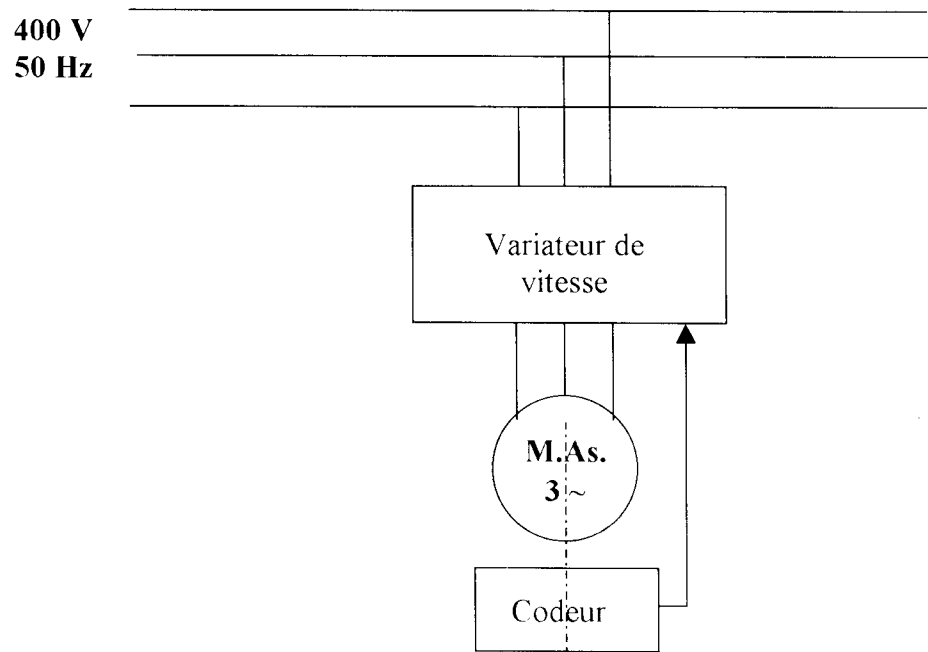 400 V
50 Hz
Variateur de
vitesse
M.As.
3 ~
Codeur